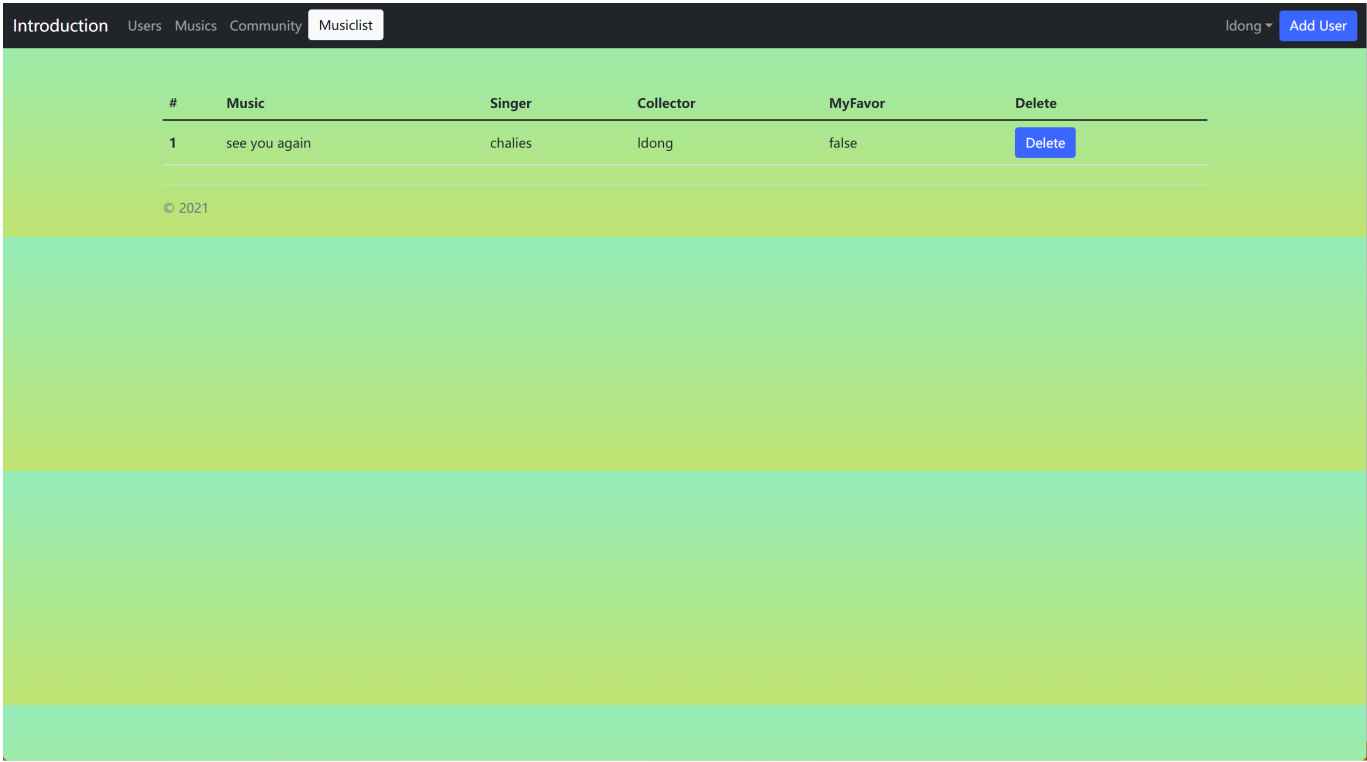 Introduction Users Musics Community Musiclist ldong Add User
# Music Singer Collector MyFavor Delete
1 see you again chalies ldong false Delete
© 2021